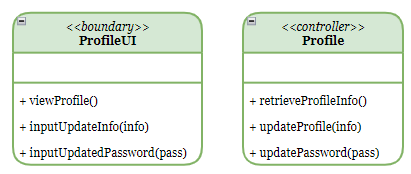 <<boundary>>
ProfileUI
+ viewProfile()
+ inputUpdateInfo(info)
+ inputUpdatedPassword(pass)
<<controller>>
Profile
+ retrieveProfileInfo()
+ updateProfile(info)
+ updatePassword(pass)